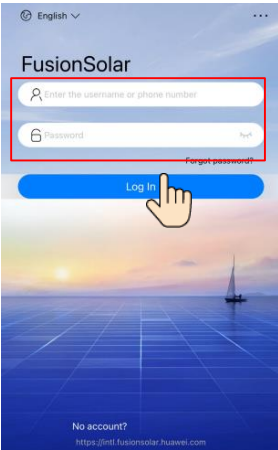 English
FusionSolar
Enter the username or phone number
Password
Forgot password?
Log In
No account?
https://intl.fusionsolar.huawei.com